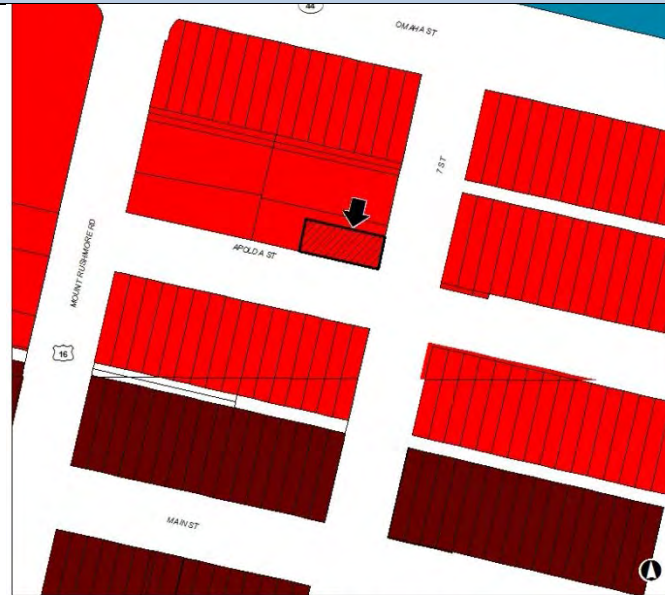 44
OMAHA ST
7 ST
MOUNT RUSHMORE RD
APOLDA ST
16
MAIN ST